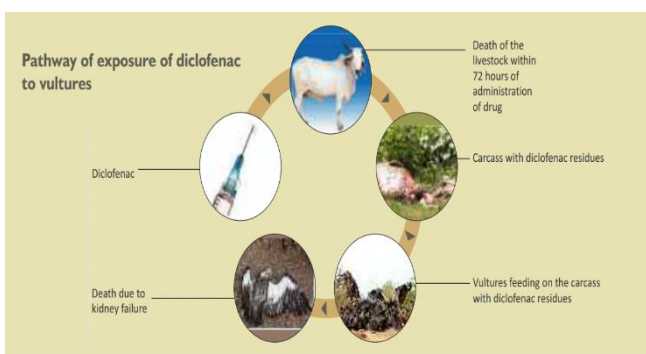 Pathway of exposure of diclofenac
to vultures
Death of the
livestock within
72 hours of
administration
of drug
Carcass with diclofenac residues
Diclofenac
Vultures feeding on the carcass
with diclofenac residues
Death due to
kidney failure